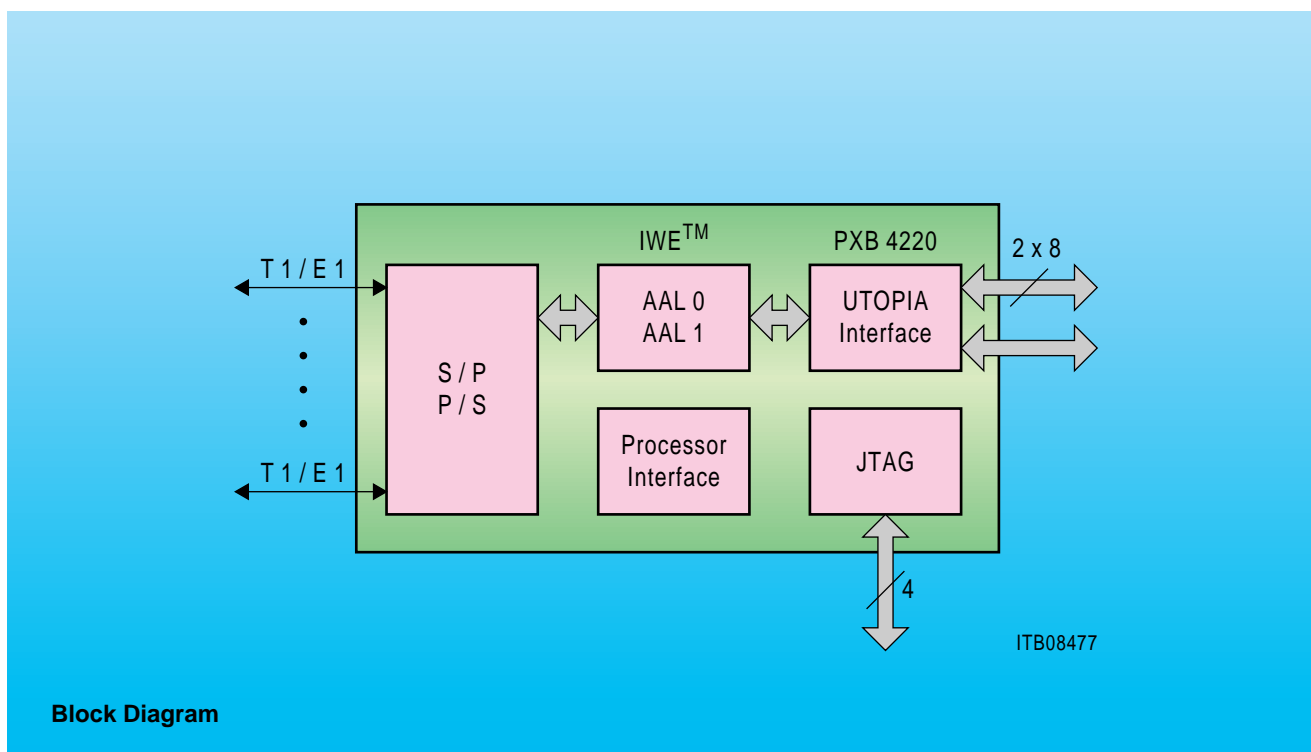 IWE™ PXB 4220
2 x 8
T 1 / E 1
AAL 0
AAL 1
UTOPIA
Interface
S / P
P / S
Processor
Interface
JTAG
T 1 / E 1
4
ITB08477
Block Diagram